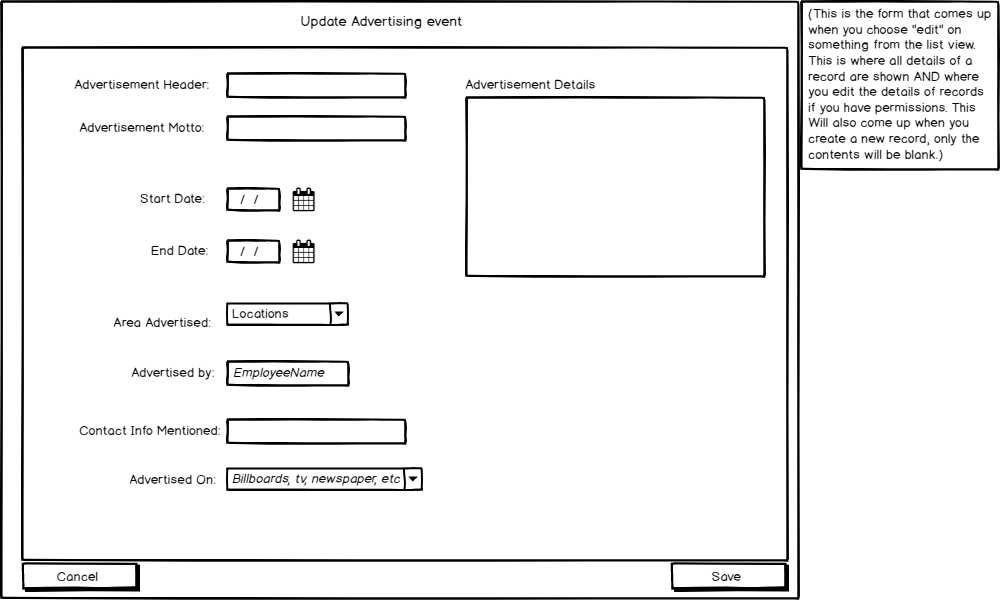 Update Advertising event
Advertisement Header:
Advertisement Motto:
Start Date:
/ /
End Date:
/ /
Area Advertised:
Locations
Advertised by:
EmployeeName
Contact Info Mentioned:
Advertised On:
Billboards, tv, newspaper, etc
Advertisement Details
Cancel
Save
(This is the form that comes up
when you choose "edit" on
something from the list view.
This is where all details of a
record are shown AND where
you edit the details of records
if you have permissions. This
Will also come up when you
create a new record, only the
contents will be blank.)